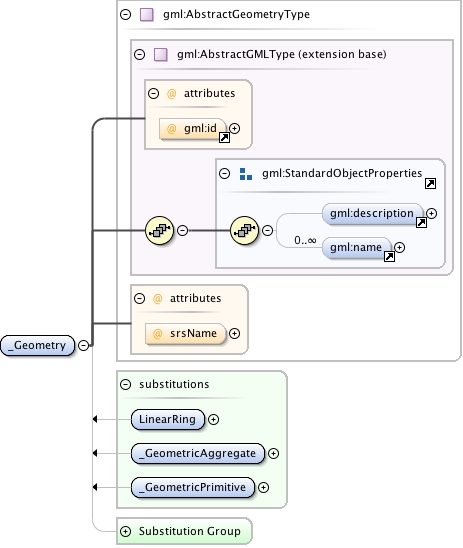 gml:AbstractGeometryType
gml:AbstractGMLType (extension base)
@ attributes
@ gml:id
gml:StandardObjectProperties
gml:description
0..∞
gml:name
@ attributes
@ srsName
_Geometry
substitutions
LinearRing
_GeometricAggregate
_GeometricPrimitive
Substitution Group